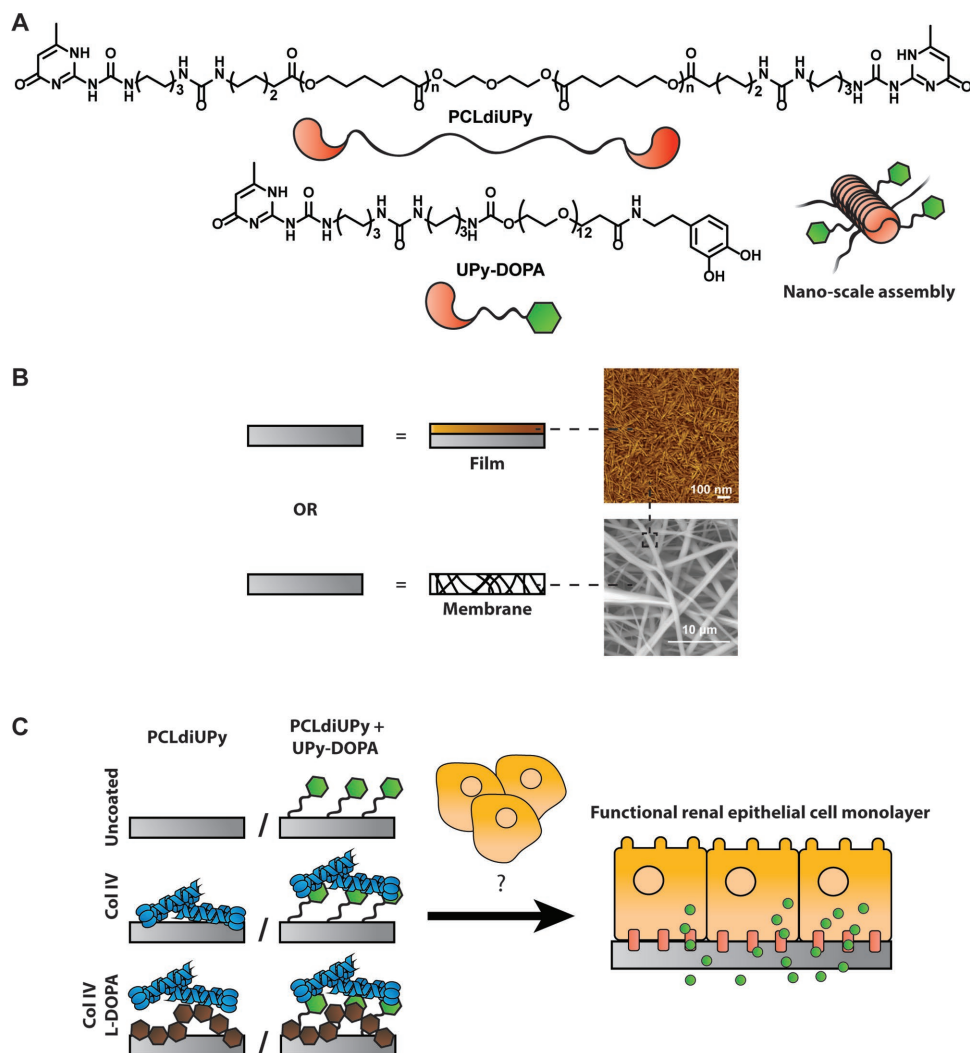 A
PCLdiUPy
UPy-DOPA
Nano-scale assembly
B
=
Film
100 nm
OR
=
Membrane
10 µm
C
PCLdiUPy
PCLdiUPy +
UPy-DOPA
Uncoated
/
Col IV
/
Col IV
L-DOPA
/
?
Functional renal epithelial cell monolayer